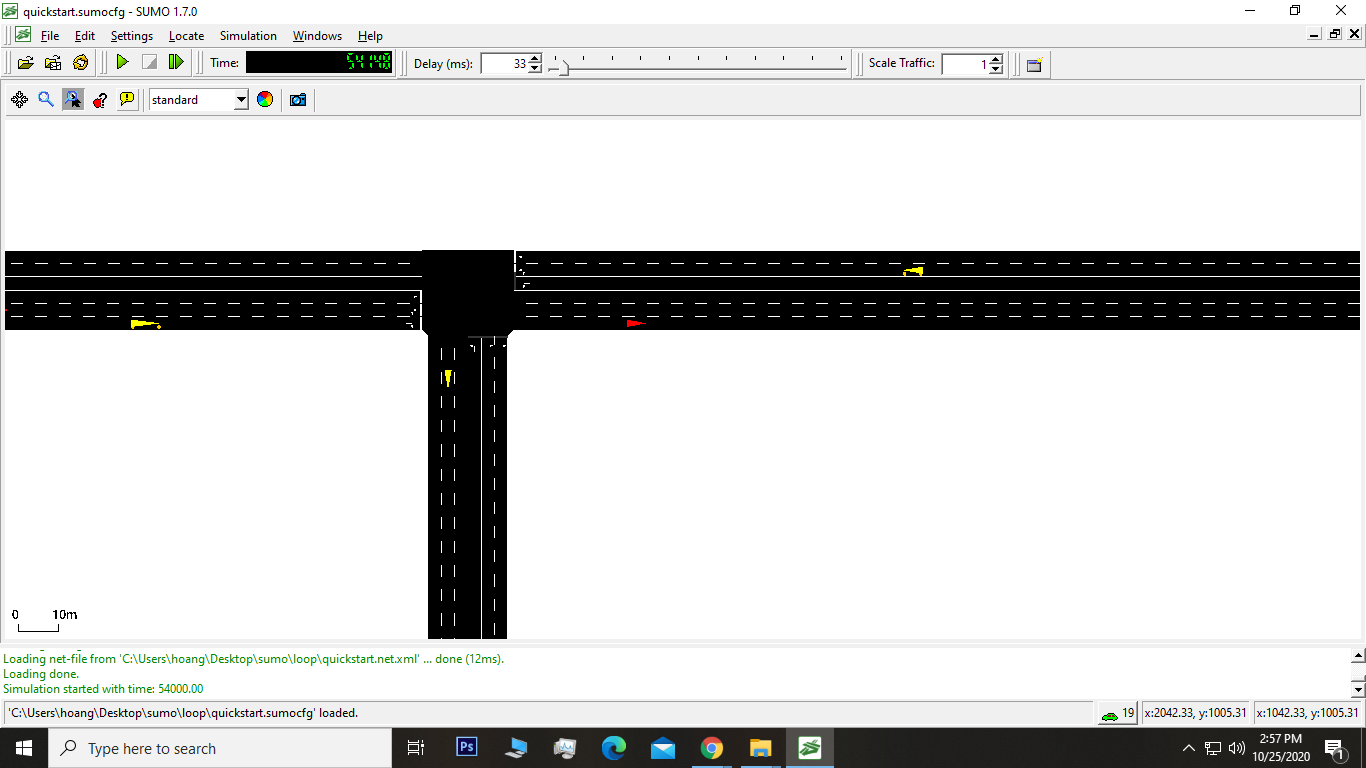 quickstart.sumocfg - SUMO 1.7.0
File Edit Settings Locate Simulation Windows Help
Time: 54148 Delay (ms): 33 Scale Traffic: 1
standard
0 10m
Loading net-file from 'C:\Users\hoang\Desktop\sumo\loop\quickstart.net.xml' ... done (12ms).
Loading done.
Simulation started with time: 54000.00
'C:\Users\hoang\Desktop\sumo\loop\quickstart.sumocfg' loaded. 19 x:2042.33, y:1005.31 x:1042.33, y:1005.31
Type here to search Ps 2:57 PM
10/25/2020 1